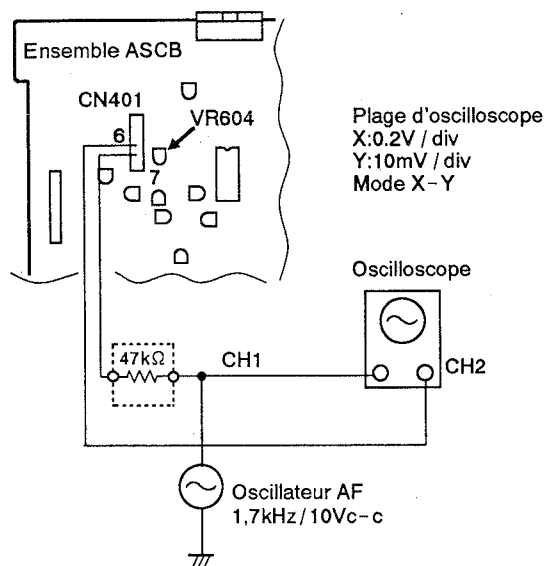 Ensemble ASCB
CN401
6
VR604
7
Plage d'oscilloscope
X:0.2V / div
Y:10mV / div
Mode X-Y
Oscilloscope
47kΩ
CH1
CH2
Oscillateur AF
1,7kHz/10Vc-c